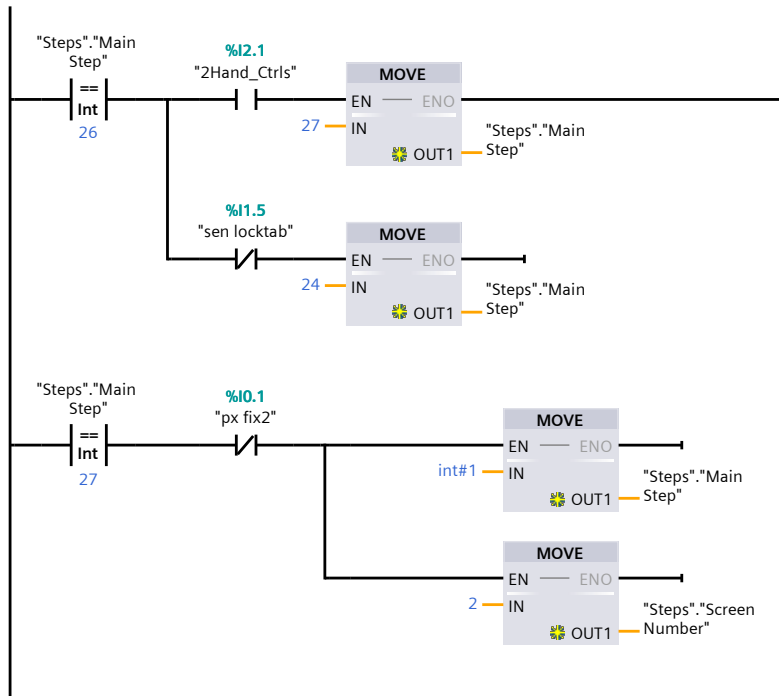 "Steps"."Main
Step"
==
Int
26
%I2.1
"2Hand_Ctrls"
MOVE
EN
ENO
27
IN
OUT1
"Steps"."Main
Step"
%I1.5
"sen locktab"
MOVE
EN
ENO
24
IN
OUT1
"Steps"."Main
Step"
"Steps"."Main
Step"
==
Int
27
%I0.1
"px fix2"
MOVE
EN
ENO
int#1
IN
OUT1
"Steps"."Main
Step"
MOVE
EN
ENO
2
IN
OUT1
"Steps"."Screen
Number"